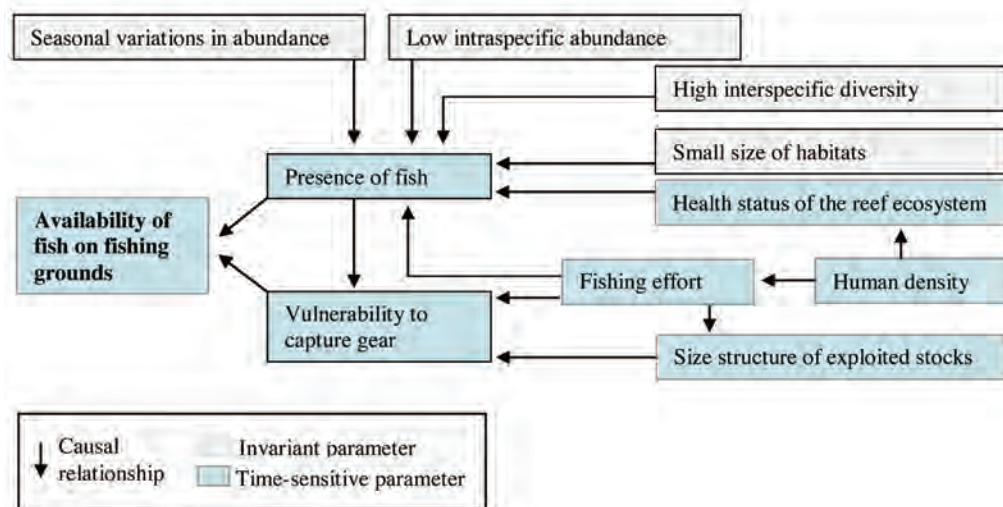 Seasonal variations in abundance
Low intraspecific abundance
High interspecific diversity
Small size of habitats
Presence of fish
Health status of the reef ecosystem
Availability of
fish on fishing
grounds
Fishing effort
Human density
Vulnerability to
capture gear
Size structure of exploited stocks
Causal
relationship
Invariant parameter
Time-sensitive parameter